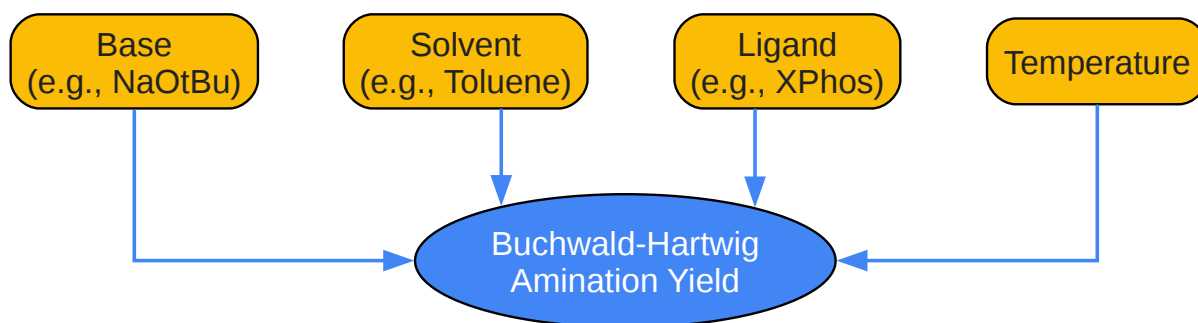 Base
(e.g., NaOtBu)
Solvent
(e.g., Toluene)
Ligand
(e.g., XPhos)
Temperature
Buchwald-Hartwig
Amination Yield